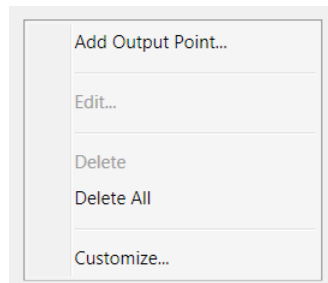 Add Output Point...
Edit...
Delete
Delete All
Customize...